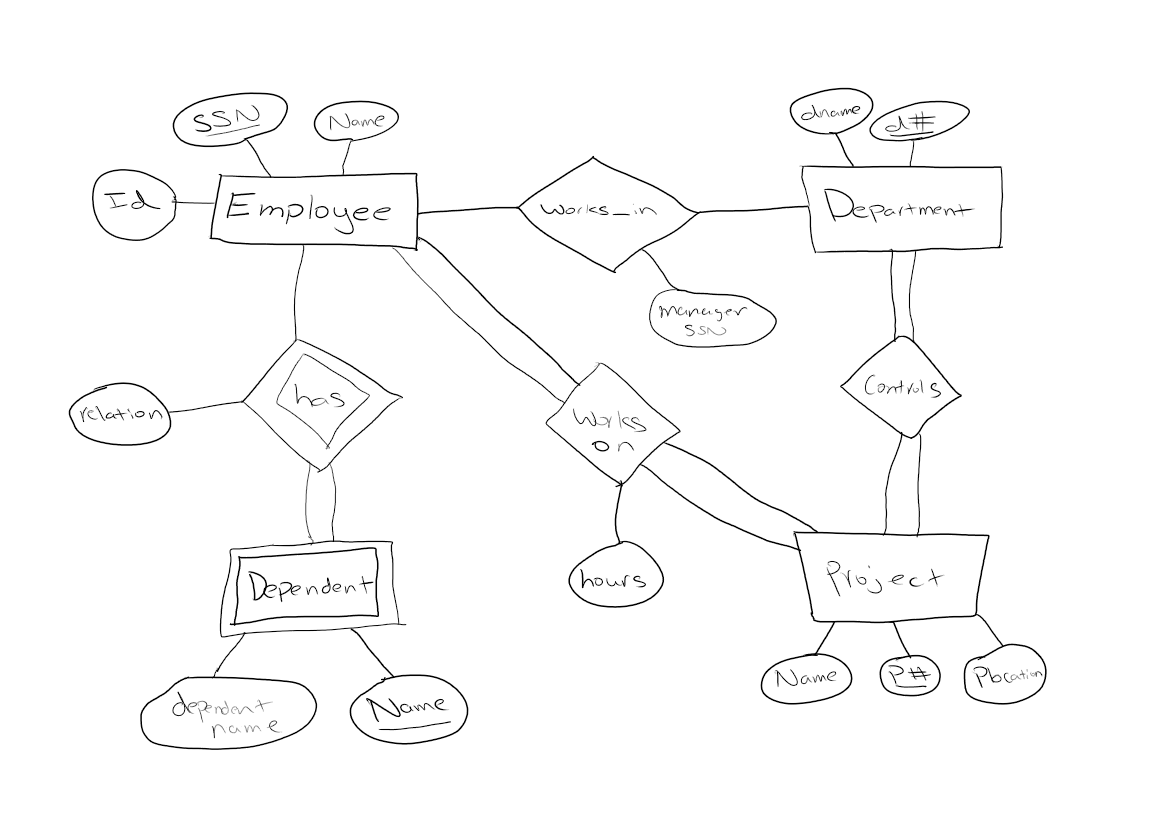 SSN
Name
dname
d#
Id
Employee
Works_in
Department
manager
SSN
relation
has
Works
on
Controls
Dependent
hours
Project
dependent
name
Name
Name
P#
Plocation